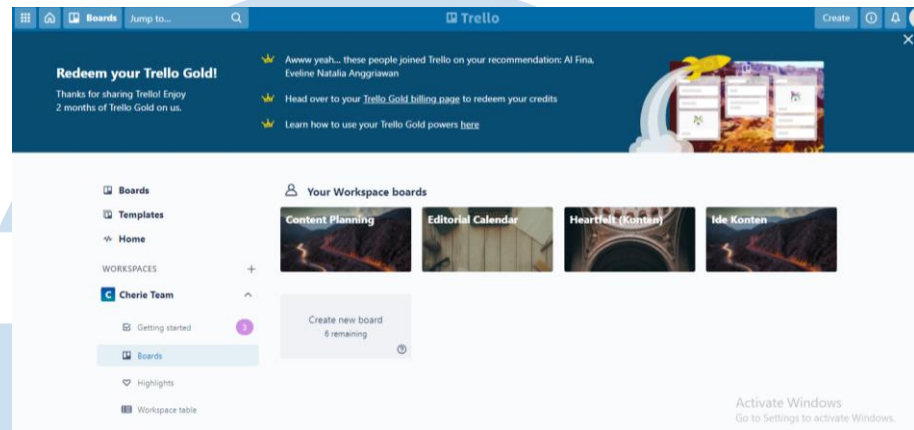 Boards Jump to... Trello Create
Redeem your Trello Gold!
Thanks for sharing Trello! Enjoy
2 months of Trello Gold on us.
Awww yeah... these people joined Trello on your recommendation: Al Fina,
Eveline Natalia Anggriawan
Head over to your Trello Gold billing page to redeem your credits
Learn how to use your Trello Gold powers here
Boards
Templates
Home
WORKSPACES
C Cherie Team
Getting started 3
Boards
Highlights
Workspace table
Your Workspace boards
Content Planning
Editorial Calendar
Heartfelt (Konten)
Ide Konten
Create new board
6 remaining
Activate Windows
Go to Settings to activate Windows.